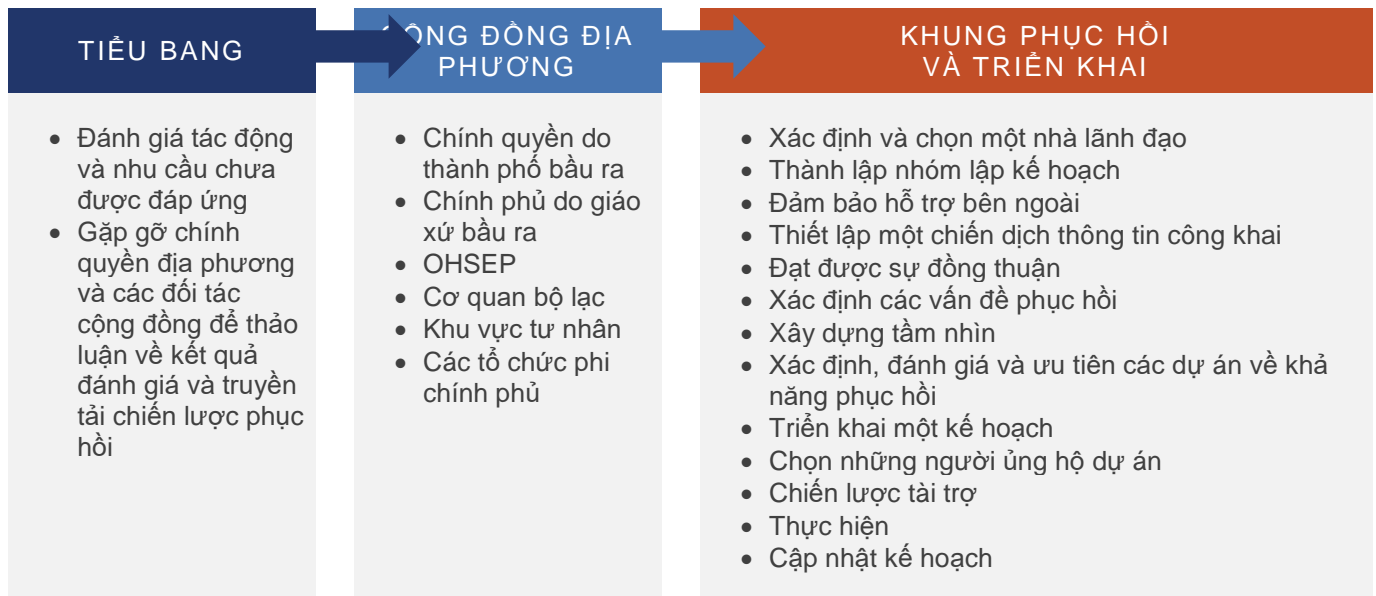 TIỂU BANG
CỘNG ĐỒNG ĐỊA
PHƯƠNG
KHUNG PHỤC HỒI
VÀ TRIỂN KHAI
• Đánh giá tác động
và nhu cầu chưa
được đáp ứng
• Gặp gỡ chính
quyền địa phương
và các đối tác
cộng đồng để thảo
luận về kết quả
đánh giá và truyền
tải chiến lược phục
hồi
• Chính quyền do
thành phố bầu ra
• Chính phủ do giáo
xứ bầu ra
• OHSEP
• Cơ quan bộ lạc
• Khu vực tư nhân
• Các tổ chức phi
chính phủ
• Xác định và chọn một nhà lãnh đạo
• Thành lập nhóm lập kế hoạch
• Đảm bảo hỗ trợ bên ngoài
• Thiết lập một chiến dịch thông tin công khai
• Đạt được sự đồng thuận
• Xác định các vấn đề phục hồi
• Xây dựng tầm nhìn
• Xác định, đánh giá và ưu tiên các dự án về khả
năng phục hồi
• Triển khai một kế hoạch
• Chọn những người ủng hộ dự án
• Chiến lược tài trợ
• Thực hiện
• Cập nhật kế hoạch